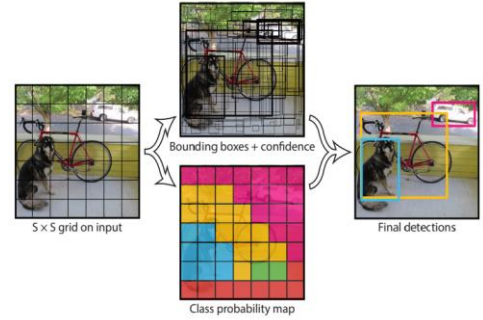 Bounding boxes + confidence
S × S grid on input
Final detections
Class probability map